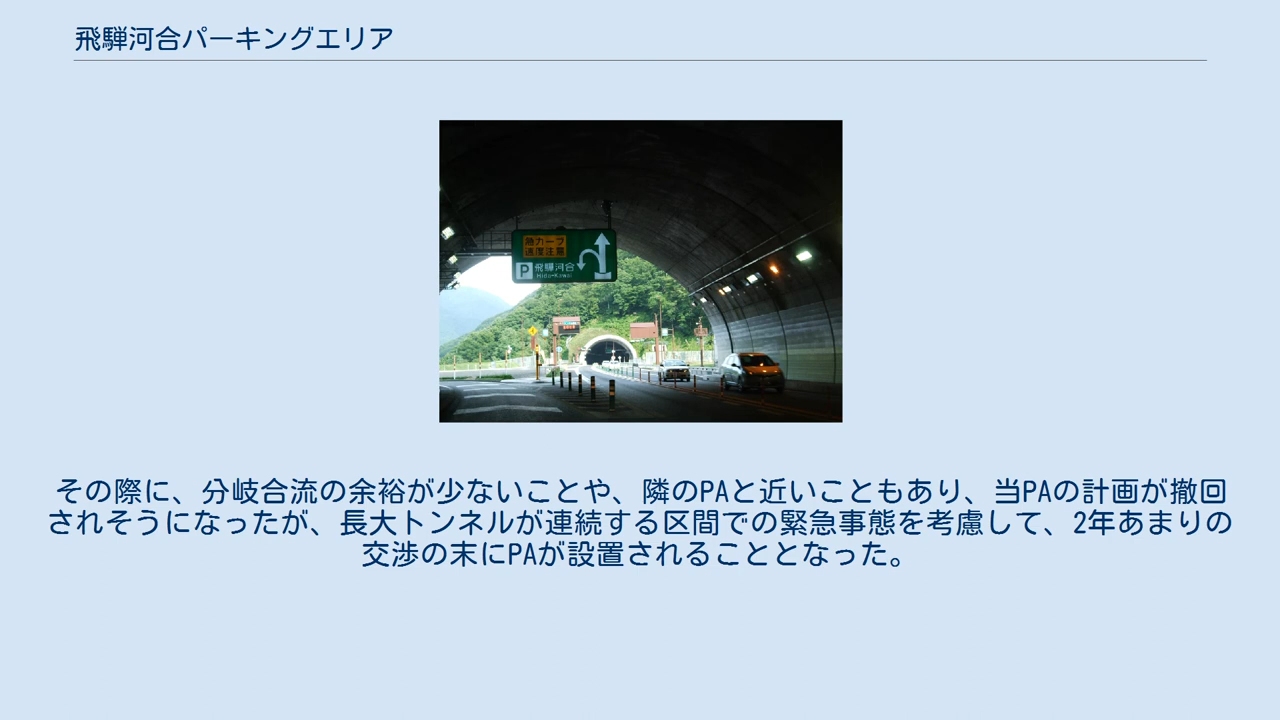 飛騨河合パーキングエリア
急カーブ
速度注意
P 飛騨河合
Hida-Kawai
その際に、分岐合流の余裕が少ないことや、隣のPAと近いこともあり、当PAの計画が撤回
されそうになったが、長大トンネルが連続する区間での緊急事態を考慮して、2年あまりの
交渉の末にPAが設置されることとなった。